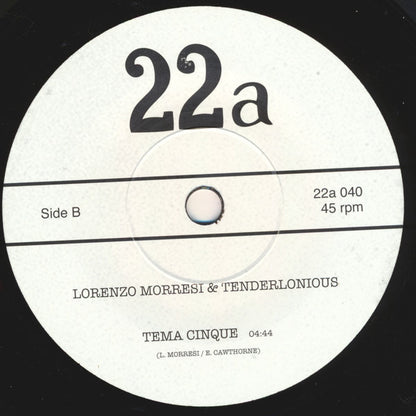 22a
22a 040
Side B
45 rpm
LORENZO MORRESI & TENDERLONIOUS
TEMA CINQUE 04:44
(L. MORRESI / E. CAWTHORNE)